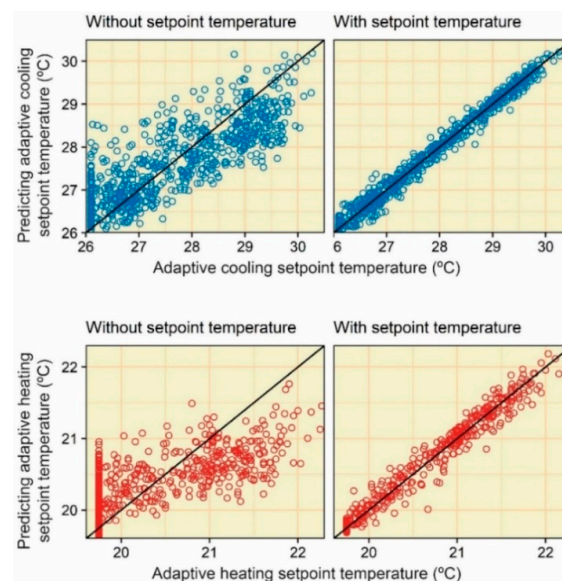 Without setpoint temperature
With setpoint temperature
Predicting adaptive cooling
setpoint temperature (ºC)
30
29
28
27
26
26 27 28 29 30
6 27 28 29 30
Adaptive cooling setpoint temperature (ºC)
Without setpoint temperature
With setpoint temperature
Predicting adaptive heating
setpoint temperature (ºC)
22
21
20
20 21 22
20 21 22
Adaptive heating setpoint temperature (ºC)